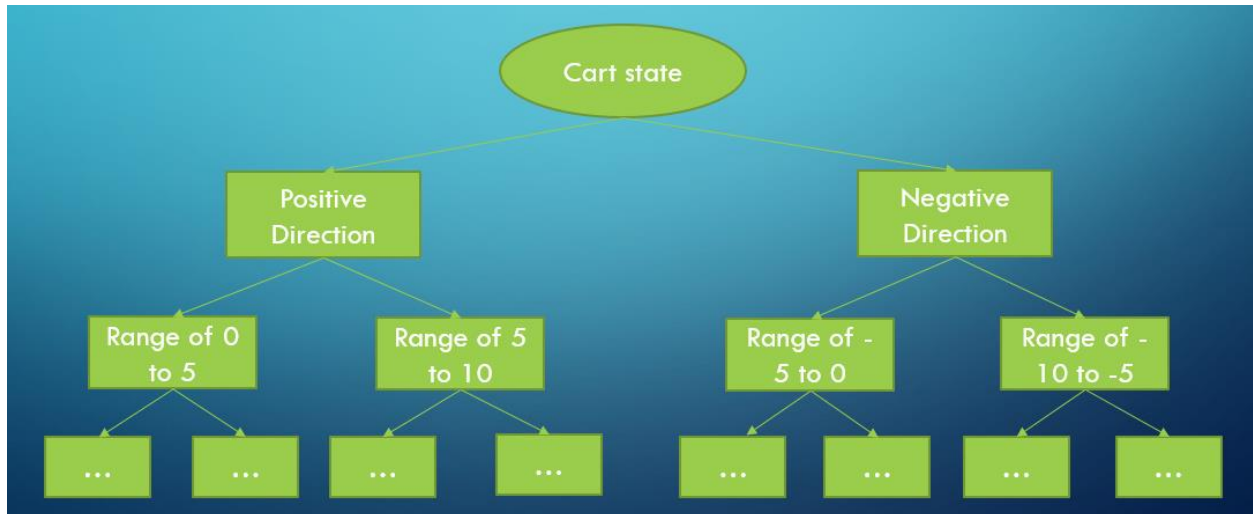 Cart state
Positive
Direction
Negative
Direction
Range of 0
to 5
Range of 5
to 10
Range of -
5 to 0
Range of -
10 to -5
...
...
...
...
...
...
...
...